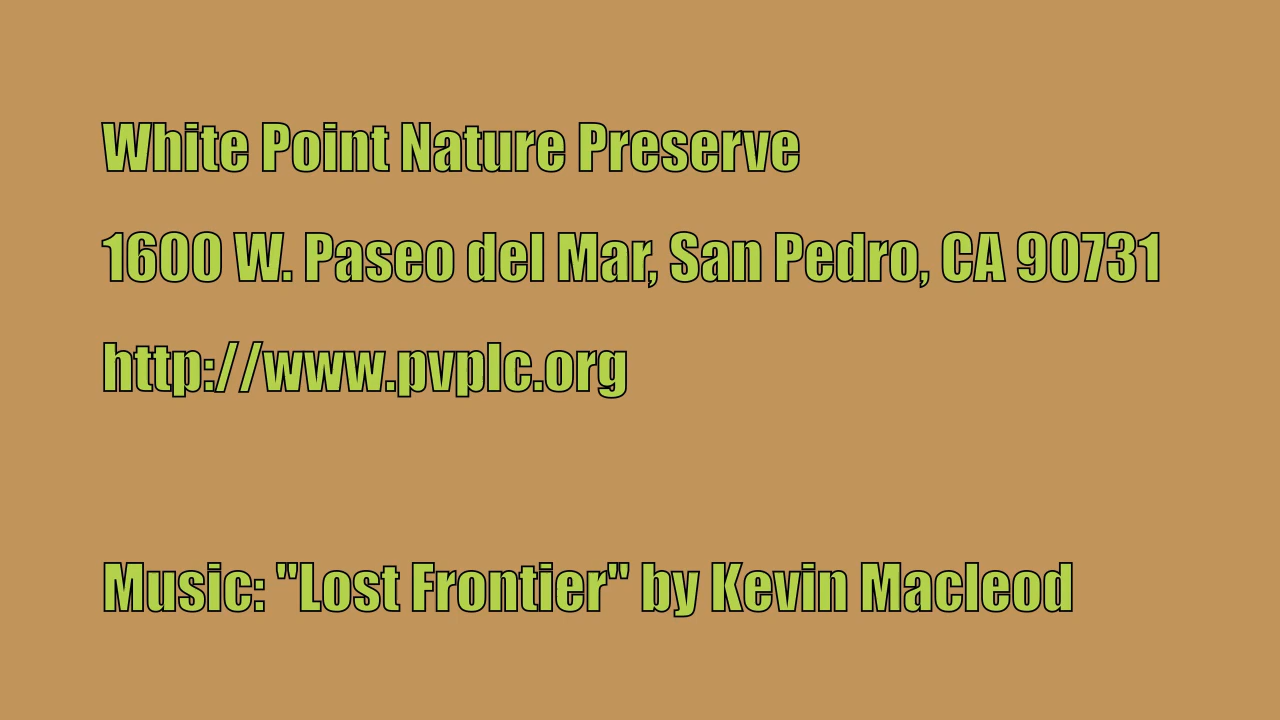 White Point Nature Preserve
1600 W. Paseo del Mar, San Pedro, CA 90731
http://www.pvplc.org
Music: "Lost Frontier" by Kevin Macleod